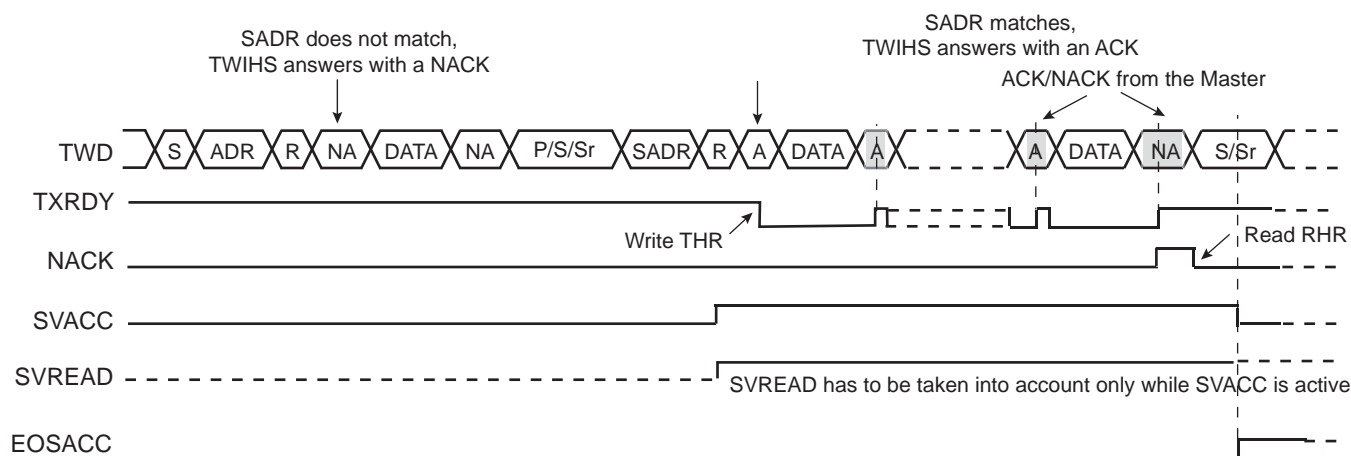 SADR does not match,
TWIHS answers with a NACK
SADR matches,
TWIHS answers with an ACK
ACK/NACK from the Master
TWD S ADR R NA DATA NA P/S/Sr SADR R A DATA A A DATA NA S/Sr
TXRDY
Write THR
Read RHR
NACK
SVACC
SVREAD
SVREAD has to be taken into account only while SVACC is active
EOSACC